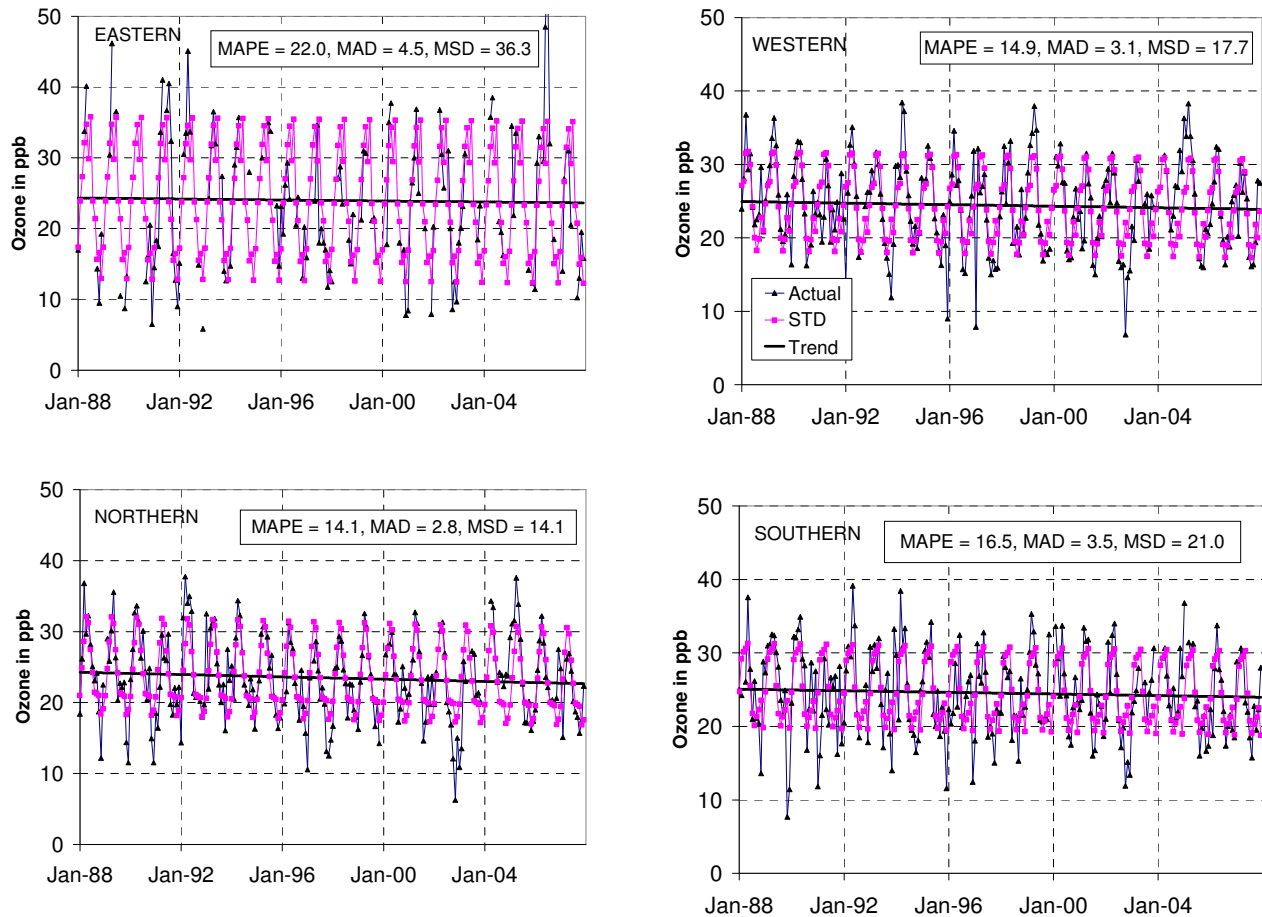 EASTERN
MAPE = 22.0, MAD = 4.5, MSD = 36.3
Ozone in ppb
50
40
30
20
10
0
Jan-88 Jan-92 Jan-96 Jan-00 Jan-04
WESTERN
MAPE = 14.9, MAD = 3.1, MSD = 17.7
Ozone in ppb
50
40
30
20
10
0
Actual
STD
Trend
Jan-88 Jan-92 Jan-96 Jan-00 Jan-04
NORTHERN
MAPE = 14.1, MAD = 2.8, MSD = 14.1
Ozone in ppb
50
40
30
20
10
0
Jan-88 Jan-92 Jan-96 Jan-00 Jan-04
SOUTHERN
MAPE = 16.5, MAD = 3.5, MSD = 21.0
Ozone in ppb
50
40
30
20
10
0
Jan-88 Jan-92 Jan-96 Jan-00 Jan-04